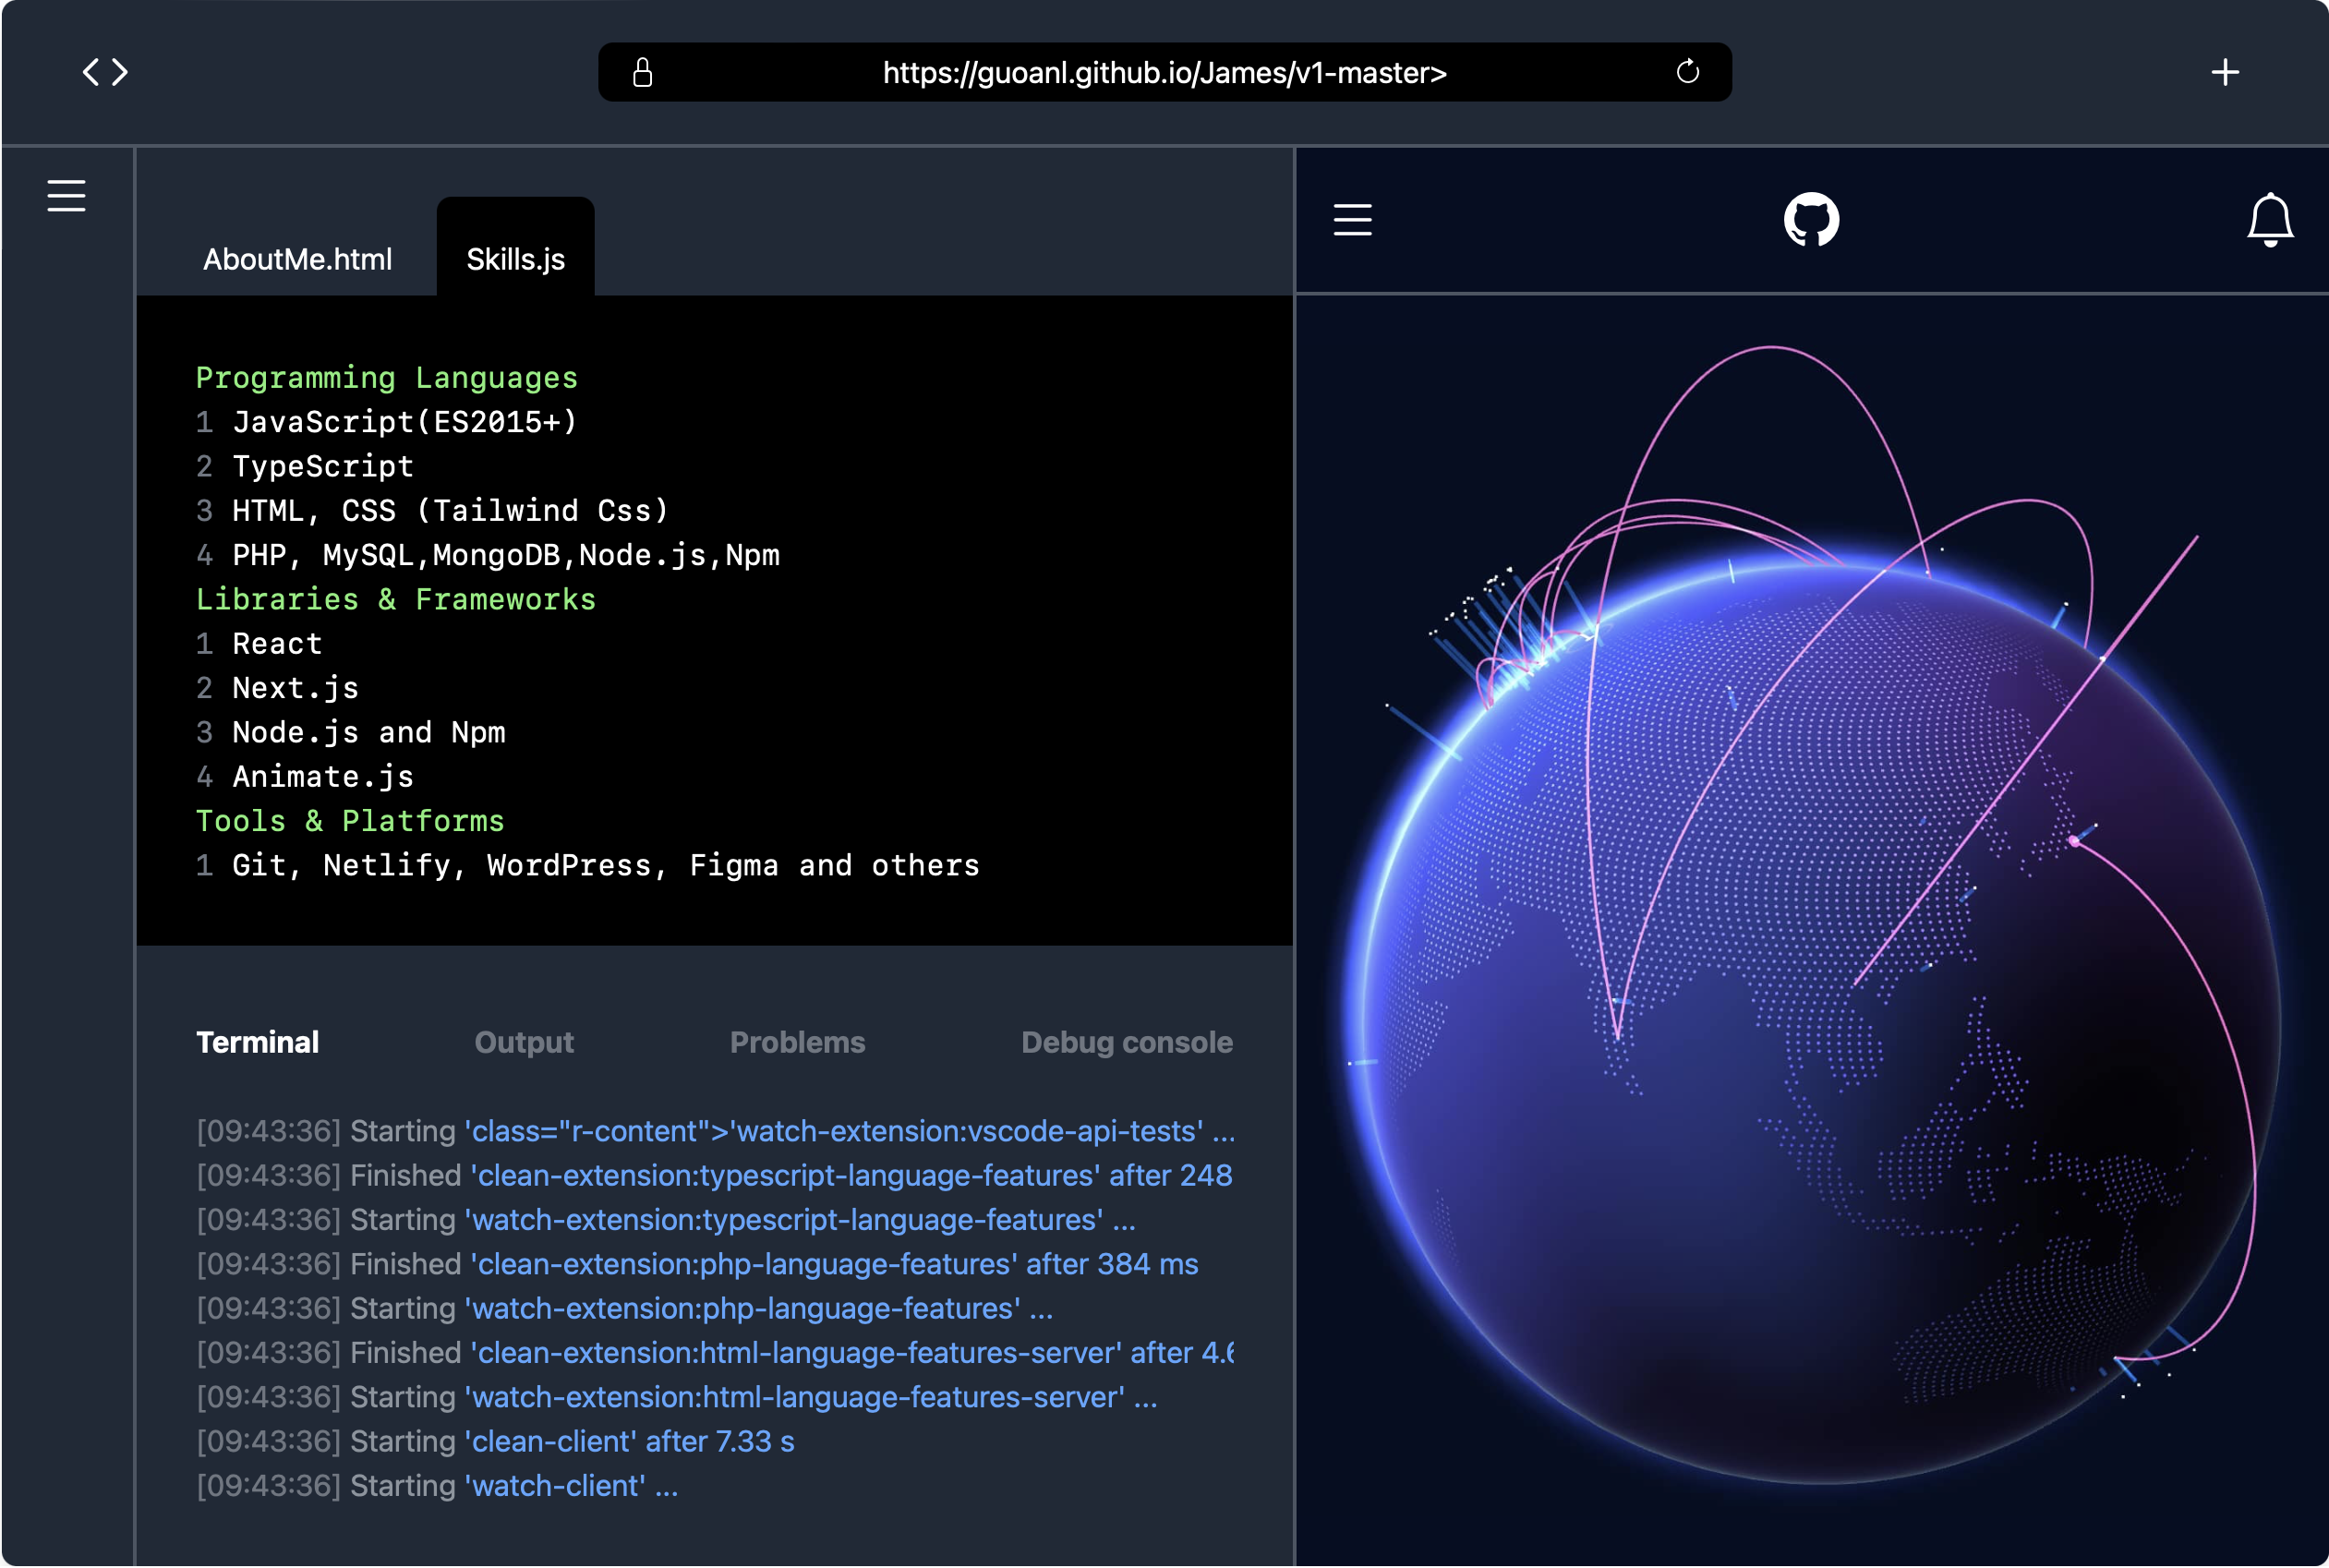 https://guoanl.github.io/James/v1-master>
AboutMe.html
Skills.js
Programming Languages
1 JavaScript(ES2015+)
2 TypeScript
3 HTML, CSS (Tailwind Css)
4 PHP, MySQL,MongoDB,Node.js,Npm
Libraries & Frameworks
1 React
2 Next.js
3 Node.js and Npm
4 Animate.js
Tools & Platforms
1 Git, Netlify, WordPress, Figma and others
Terminal Output Problems Debug console
[09:43:36] Starting 'class="r-content">'watch-extension:vscode-api-tests' ...
[09:43:36] Finished 'clean-extension:typescript-language-features' after 248
[09:43:36] Starting 'watch-extension:typescript-language-features' ...
[09:43:36] Finished 'clean-extension:php-language-features' after 384 ms
[09:43:36] Starting 'watch-extension:php-language-features' ...
[09:43:36] Finished 'clean-extension:html-language-features-server' after 4.6
[09:43:36] Starting 'watch-extension:html-language-features-server' ...
[09:43:36] Starting 'clean-client' after 7.33 s
[09:43:36] Starting 'watch-client' ...